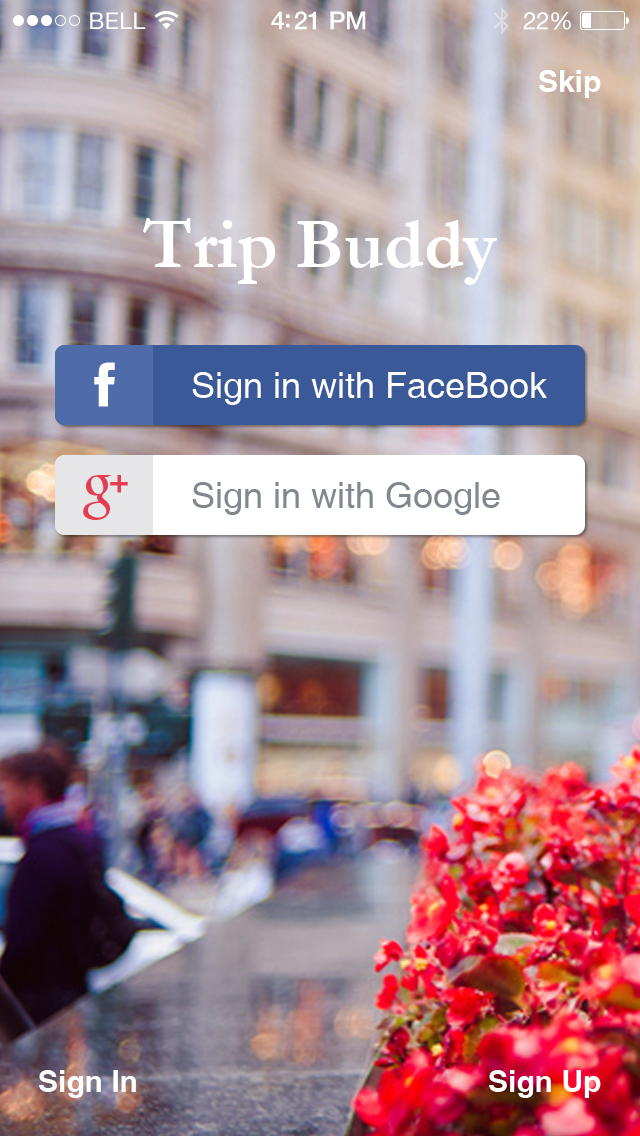 BELL 4:21 PM 22%
Skip
Trip Buddy
f Sign in with FaceBook
g+ Sign in with Google
Sign In Sign Up